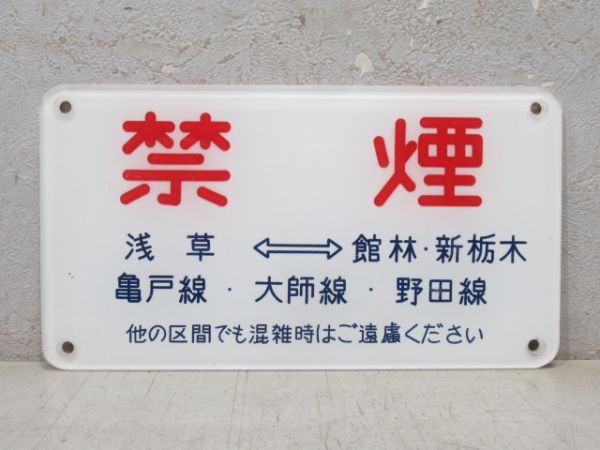 禁煙
浅草 ⟺ 館林・新栃木
亀戸線・大師線・野田線
他の区間でも混雑時はご遠慮ください